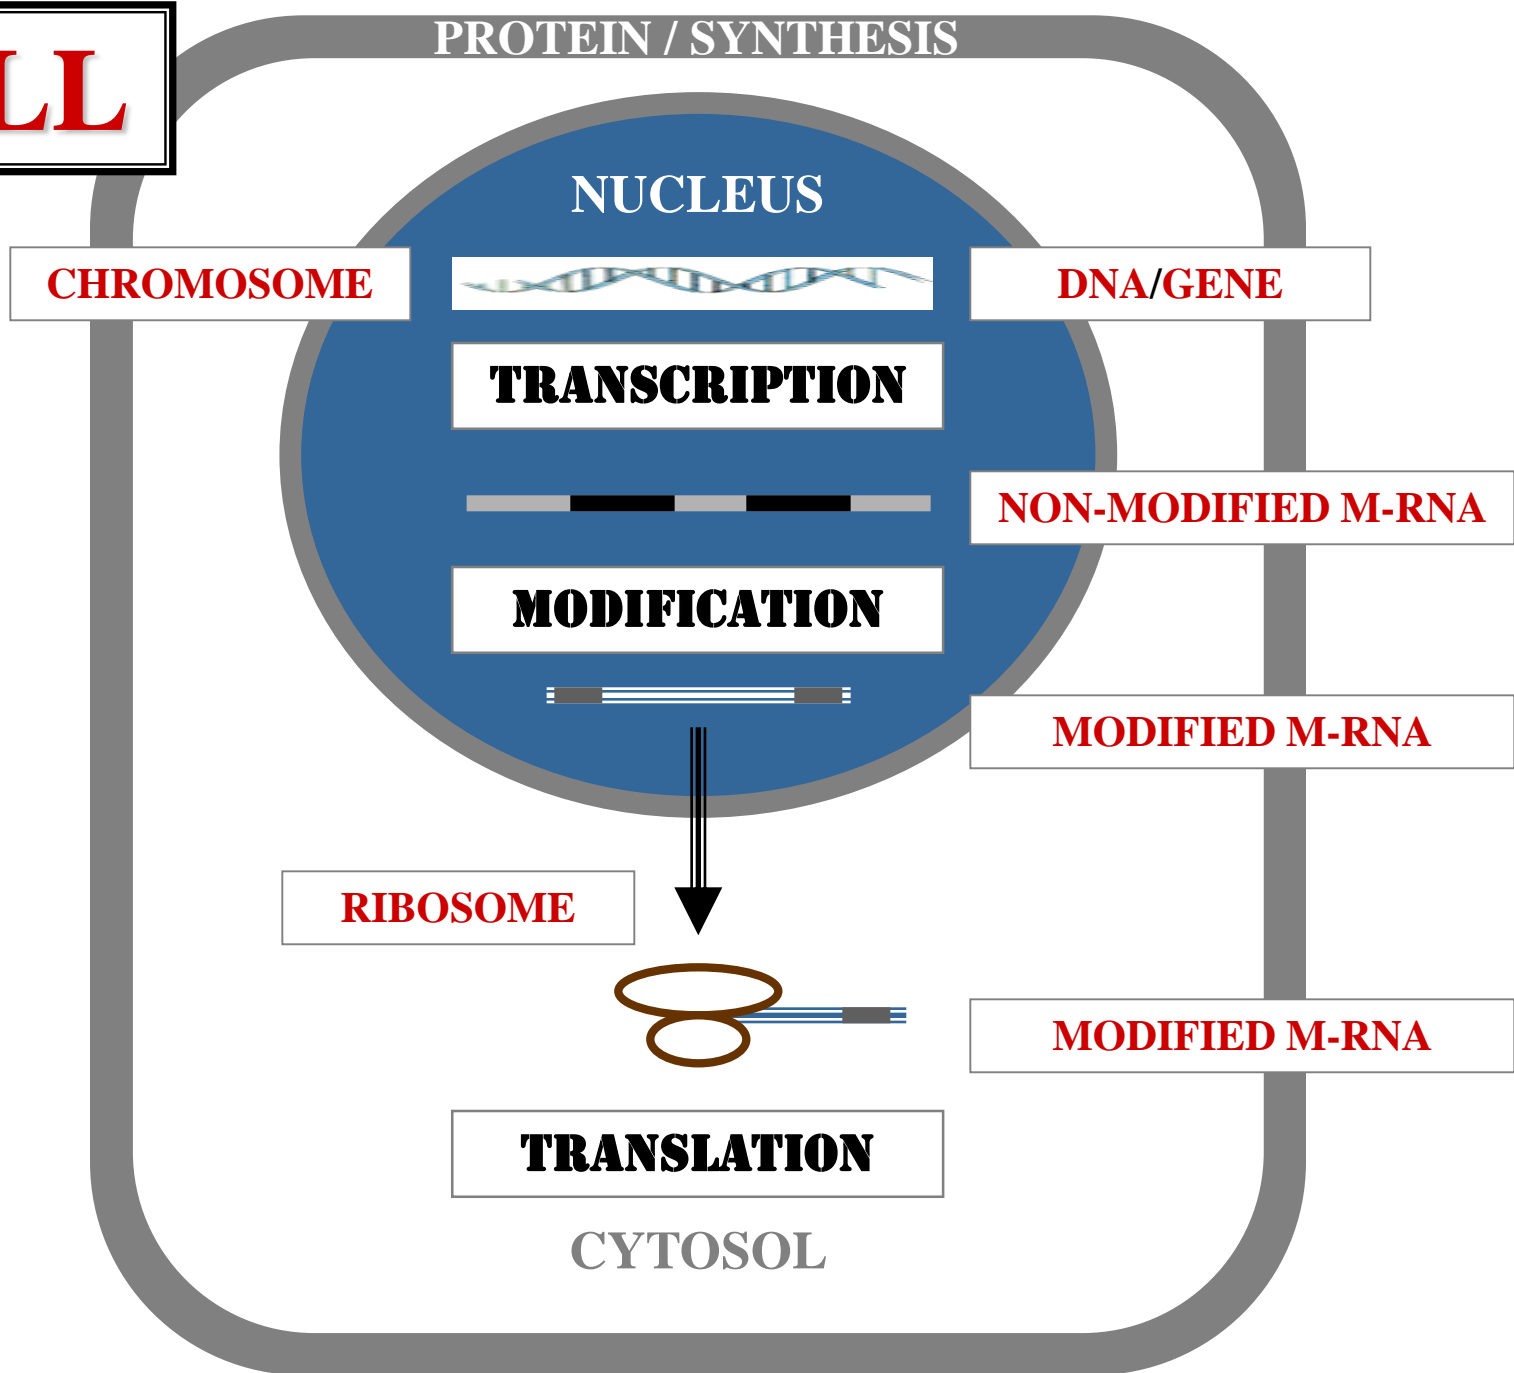 PROTEIN / SYNTHESIS
LL
NUCLEUS
CHROMOSOME
DNA/GENE
TRANSCRIPTION
NON-MODIFIED M-RNA
MODIFICATION
MODIFIED M-RNA
RIBOSOME
MODIFIED M-RNA
TRANSLATION
CYTOSOL